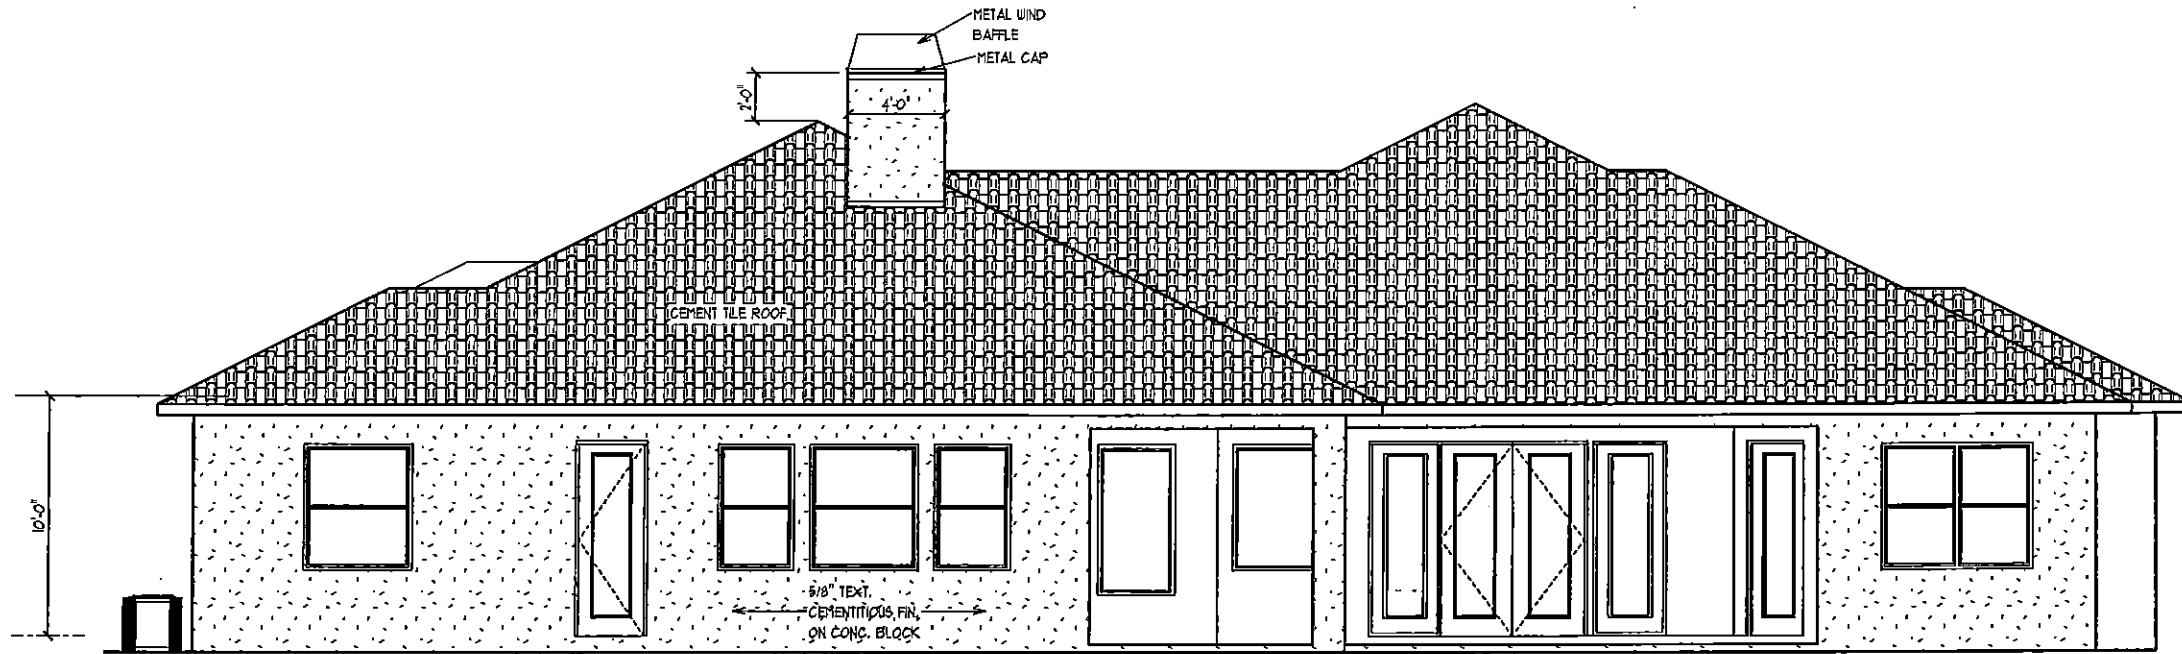 METAL WIND
BAFFLE
METAL CAP
2'-0"
4'-0"
CEMENT TILE ROOF
10'-0"
5/8" TEXT.
CEMENTITIOUS FIN.
ON CONC. BLOCK